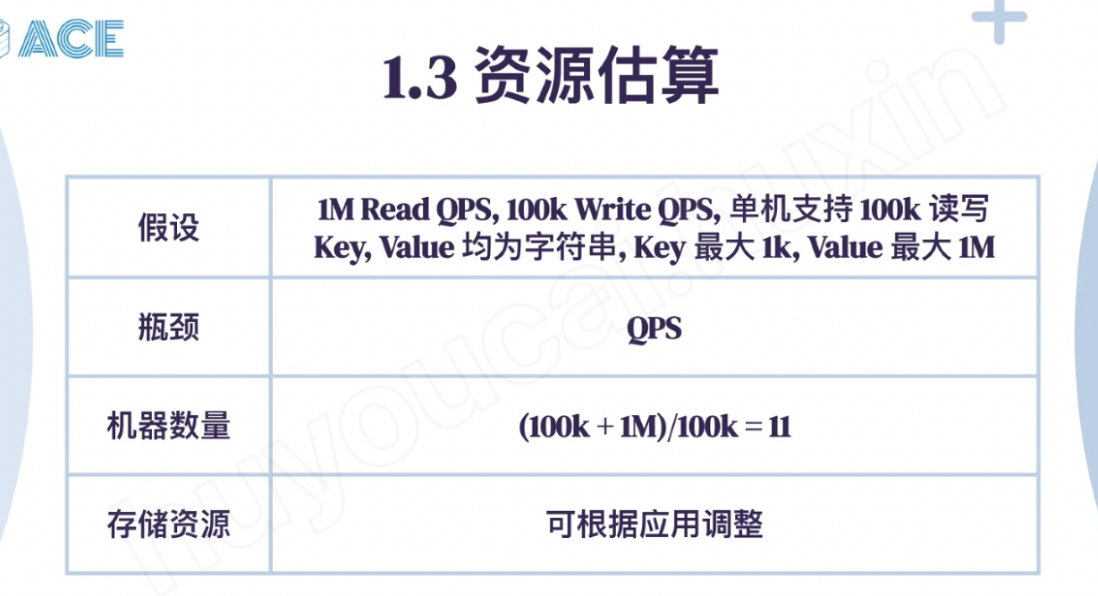 ACE
1.3 资源估算
假设
1M Read QPS, 100k Write QPS, 单机支持 100k 读写
Key, Value 均为字符串, Key 最大 1k, Value 最大 1M
瓶颈
QPS
机器数量
(100k + 1M)/100k = 11
存储资源
可根据应用调整
huyoucai.huxin